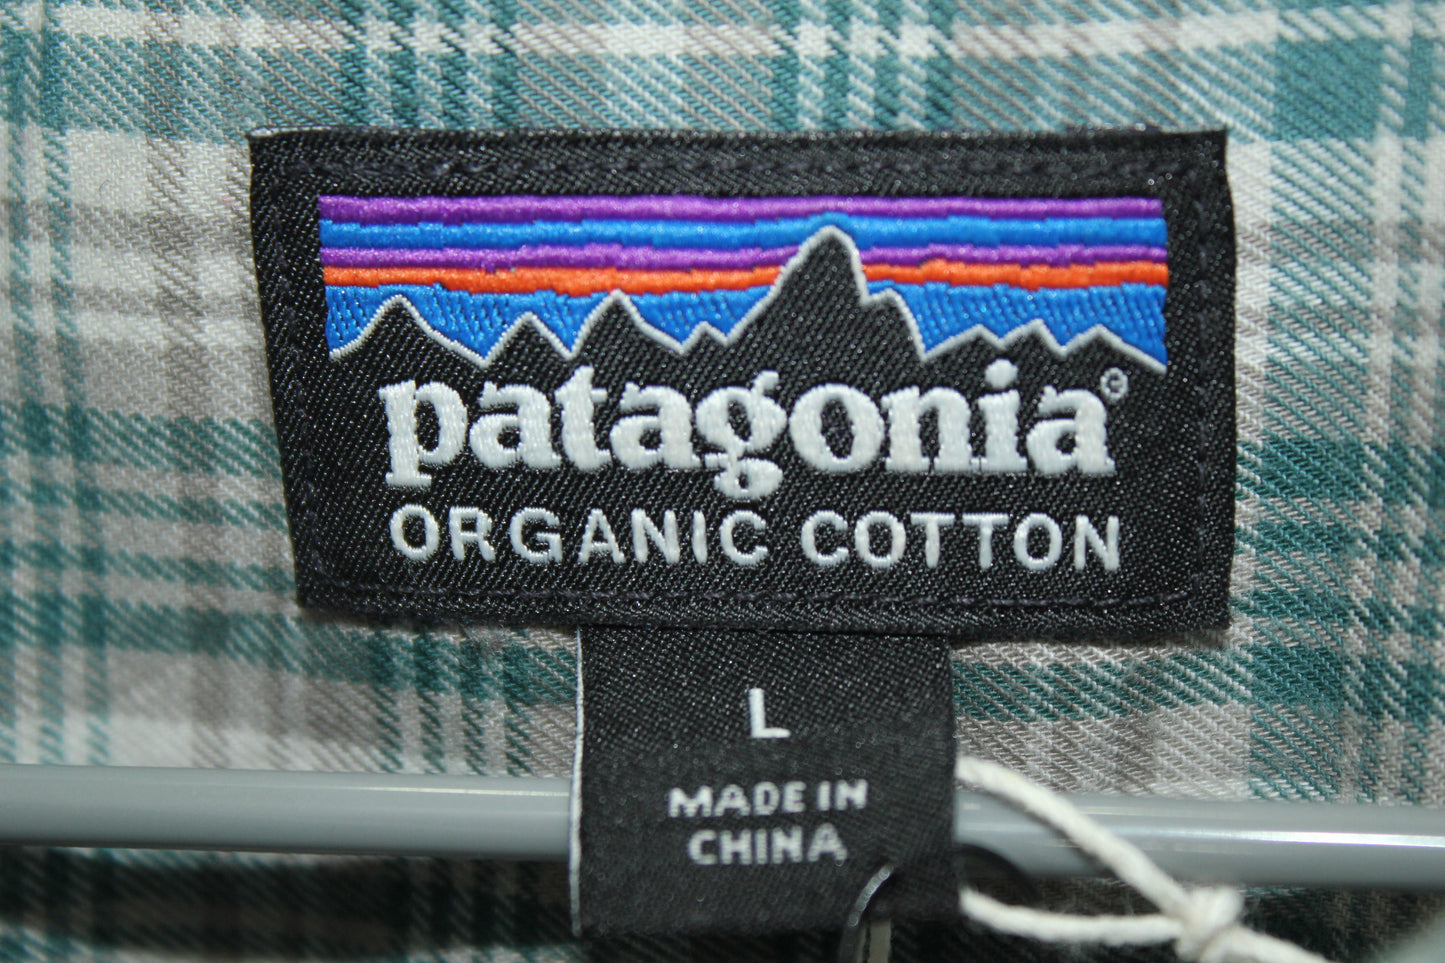 patagonia®
ORGANIC COTTON
L
MADE IN
CHINA